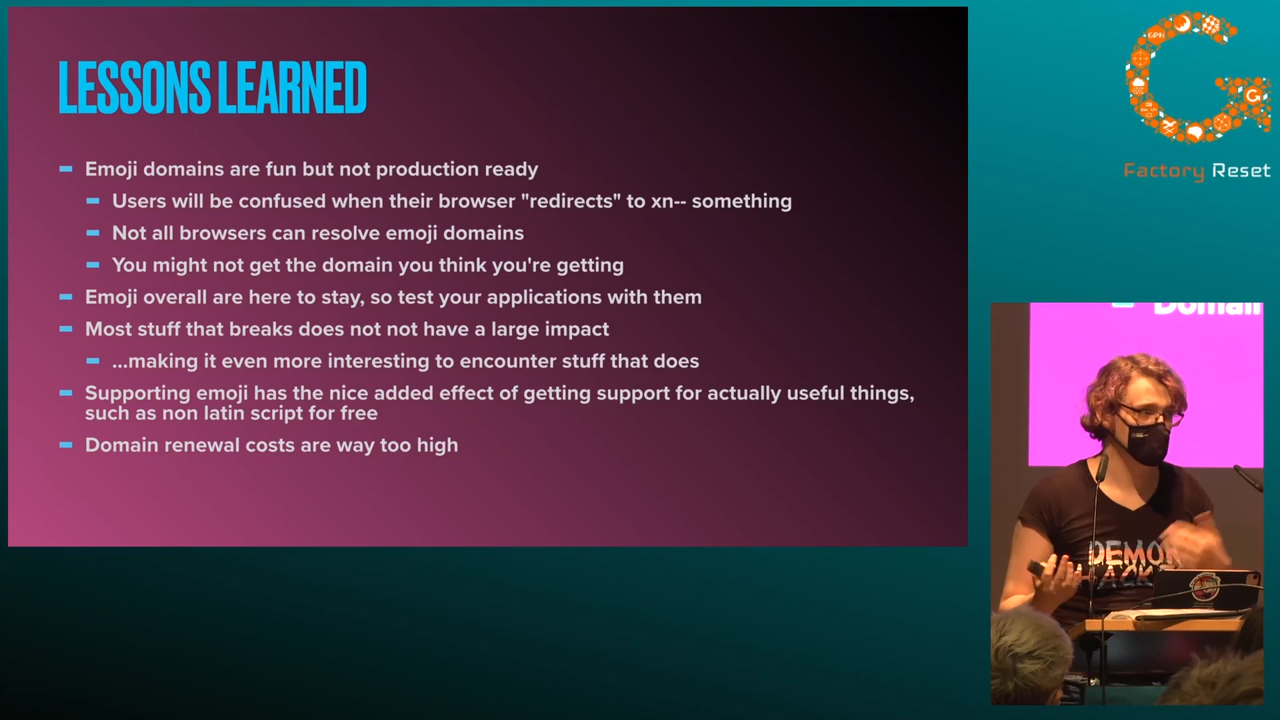 LESSONS LEARNED
Emoji domains are fun but not production ready
Users will be confused when their browser "redirects" to xn-- something
Not all browsers can resolve emoji domains
You might not get the domain you think you're getting
Emoji overall are here to stay, so test your applications with them
Most stuff that breaks does not not have a large impact
...making it even more interesting to encounter stuff that does
Supporting emoji has the nice added effect of getting support for actually useful things,
such as non latin script for free
Domain renewal costs are way too high
GPN
G
Factory Reset